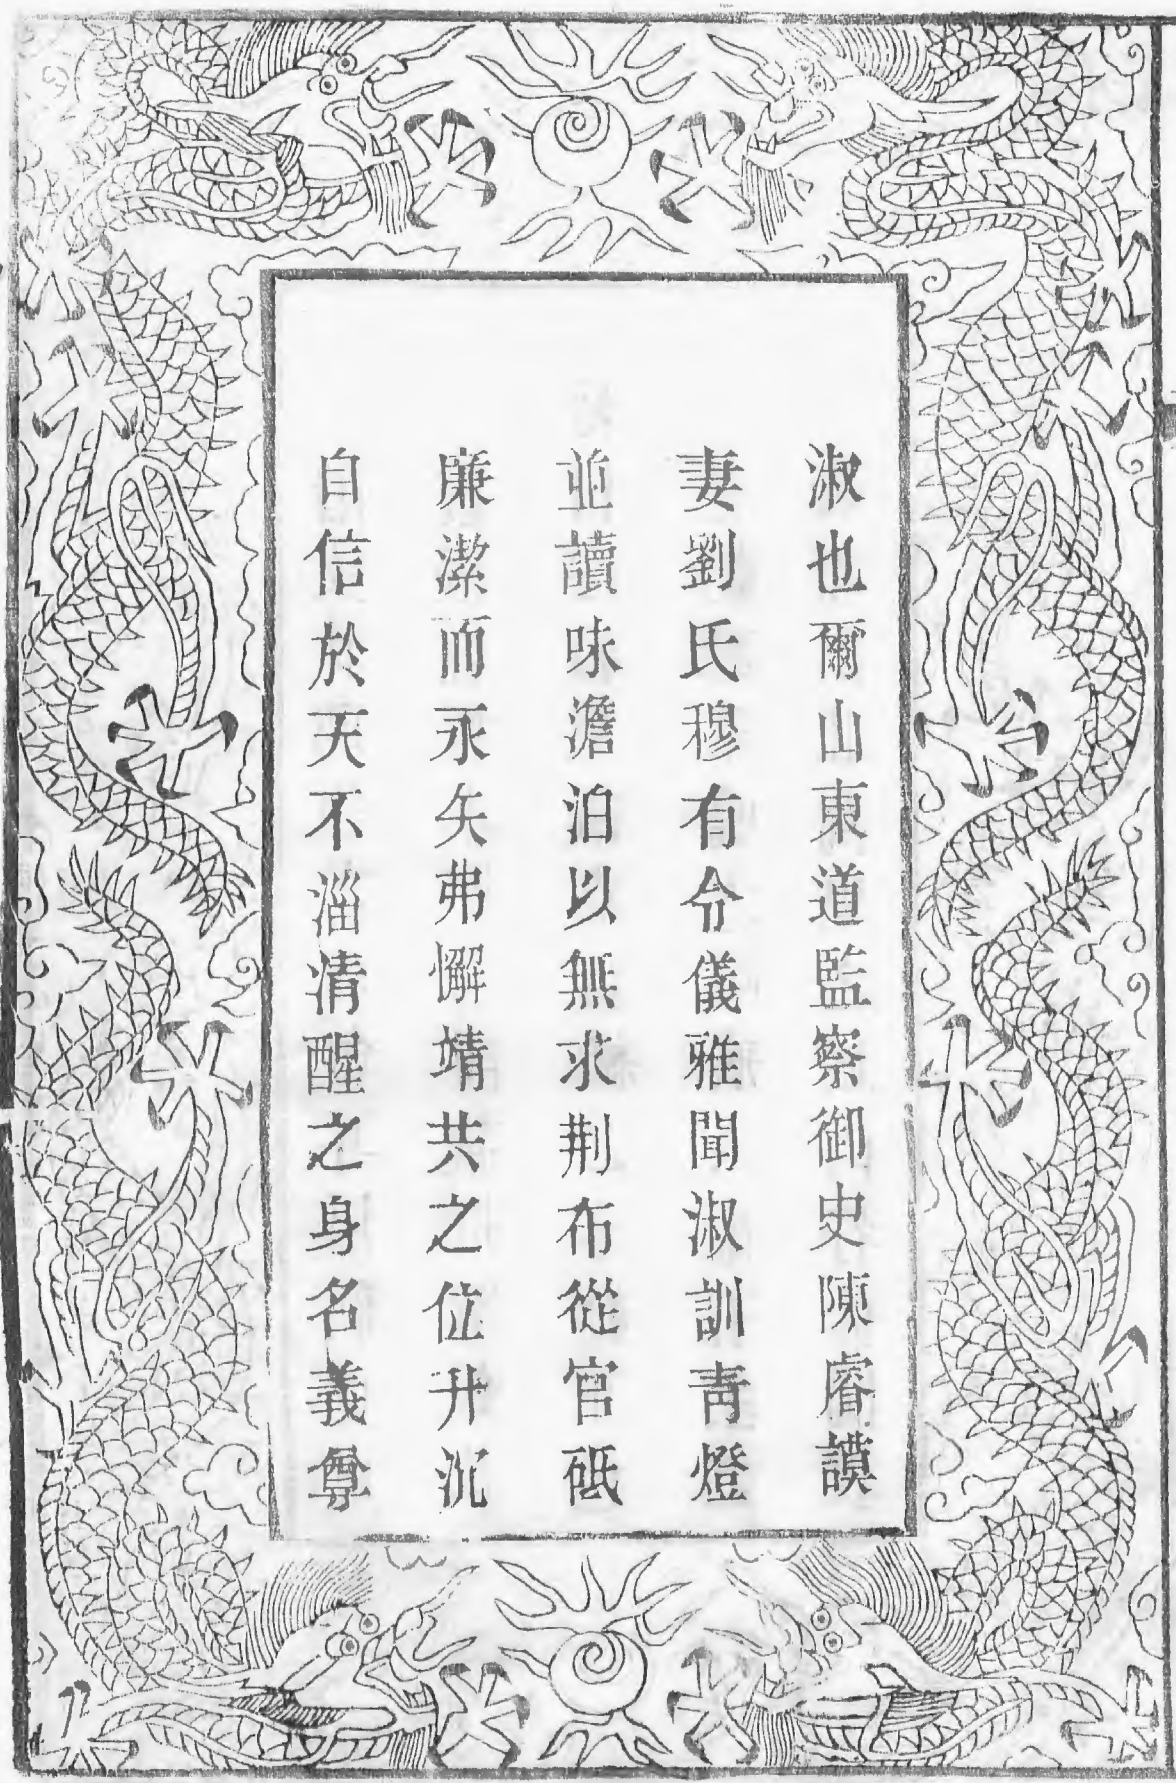 淑也爾山東道監察御史陳睿謨
妻劉氏穆有令儀雅聞淑訓青燈
並讀味澹泊以無求荆布從官砥
廉潔而永矢弗懈靖共之位升沉
自信於天不淄清醒之身名義尊